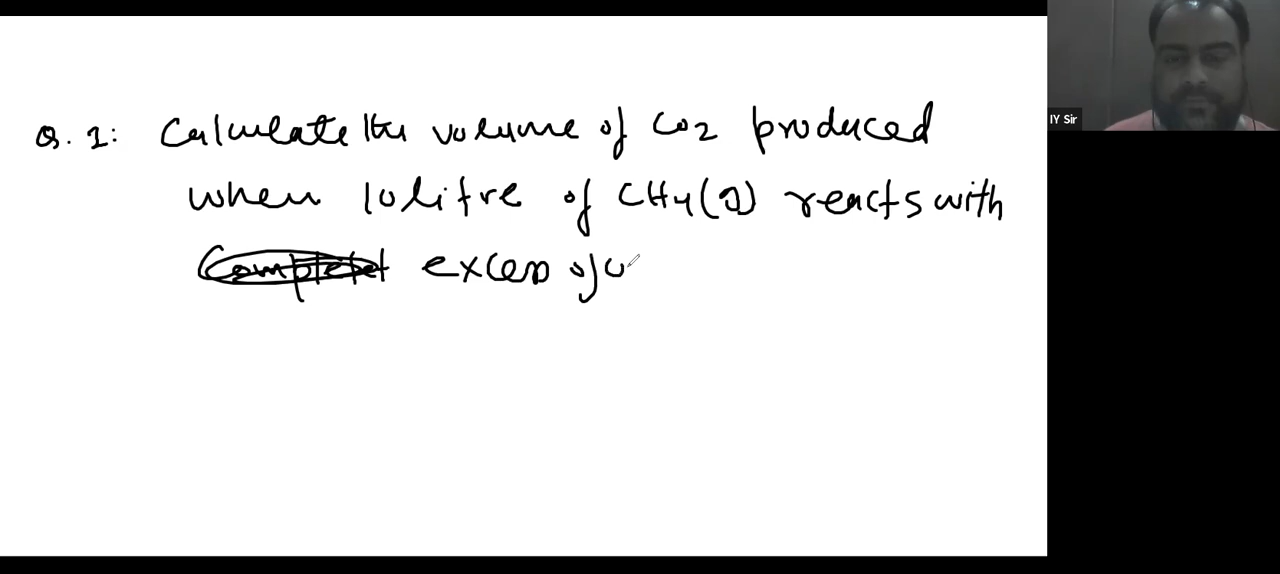 Q. 1: Calculate the volume of CO2 produced
when 10 litre of CH4(g) reacts with
excess of
IY Sir